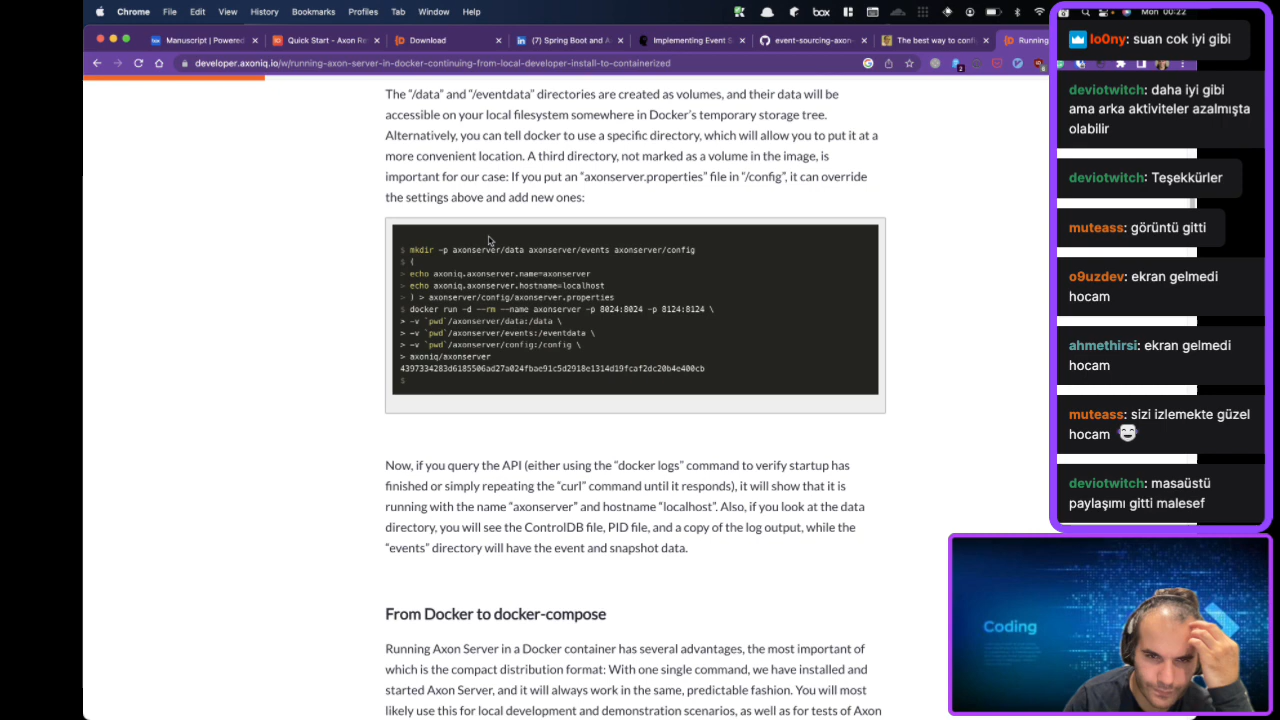 Chrome File Edit View History Bookmarks Profiles Tab Window Help
box
Mon 00:22
Manuscript | Powered
Quick Start – Axon Re
Download
(7) Spring Boot and A
Implementing Event S
event-sourcing-axon
The best way to confi
Running
developer.axoniq.io/w/running-axon-server-in-docker-continuing-from-local-developer-install-to-containerized
The “/data” and “/eventdata” directories are created as volumes, and their data will be
accessible on your local filesystem somewhere in Docker’s temporary storage tree.
Alternatively, you can tell docker to use a specific directory, which will allow you to put it at a
more convenient location. A third directory, not marked as a volume in the image, is
important for our case: If you put an “axonserver.properties” file in “/config”, it can override
the settings above and add new ones:
$ mkdir -p axonserver/data axonserver/events axonserver/config
$ (
> echo axoniq.axonserver.name=axonserver
> echo axoniq.axonserver.hostname=localhost
> ) > axonserver/config/axonserver.properties
$ docker run -d --rm --name axonserver -p 8024:8024 -p 8124:8124 \
> -v `pwd`/axonserver/data:/data \
> -v `pwd`/axonserver/events:/eventdata \
> -v `pwd`/axonserver/config:/config \
> axoniq/axonserver
4397334283d6185506ad27a024fbae91c5d2918e1314d19fcaf2dc20b4e400cb
$
Now, if you query the API (either using the “docker logs” command to verify startup has
finished or simply repeating the “curl” command until it responds), it will show that it is
running with the name “axonserver” and hostname “localhost”. Also, if you look at the data
directory, you will see the ControlDB file, PID file, and a copy of the log output, while the
“events” directory will have the event and snapshot data.
From Docker to docker-compose
Running Axon Server in a Docker container has several advantages, the most important of
which is the compact distribution format: With one single command, we have installed and
started Axon Server, and it will always work in the same, predictable fashion. You will most
likely use this for local development and demonstration scenarios, as well as for tests of Axon
lo0ny: suan cok iyi gibi
deviotwitch: daha iyi gibi
ama arka aktiviteler azalmışta
olabilir
deviotwitch: Teşekkürler
muteass: görüntü gitti
o9uzdev: ekran gelmedi
hocam
ahmethirsi: ekran gelmedi
hocam
muteass: sizi izlemekte güzel
hocam
deviotwitch: masaüstü
paylaşımı gitti malesef
Coding